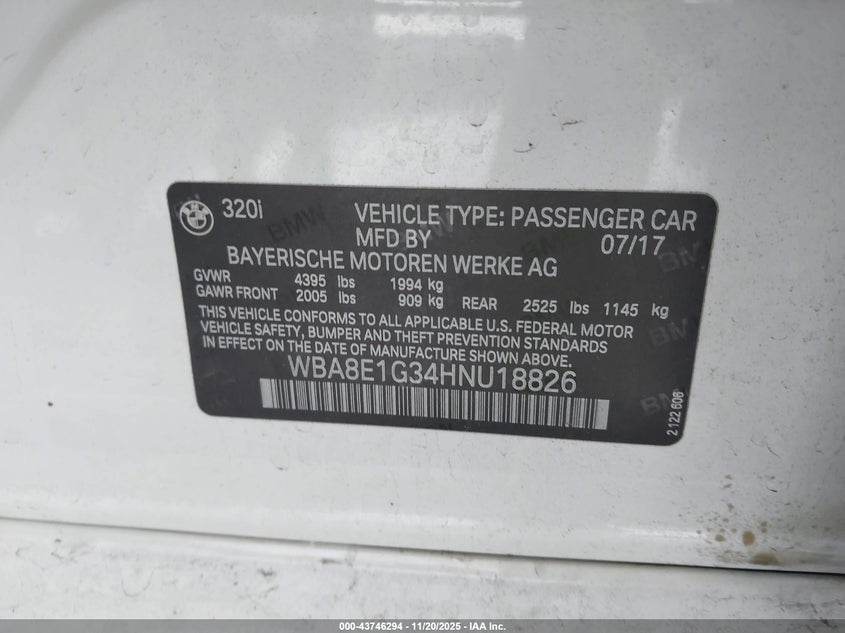 320i VEHICLE TYPE: PASSENGER CAR
MFD BY 07/17
BAYERISCHE MOTOREN WERKE AG
GVWR 4395 lbs 1994 kg
GAWR FRONT 2005 lbs 909 kg REAR 2525 lbs 1145 kg
THIS VEHICLE CONFORMS TO ALL APPLICABLE U.S. FEDERAL MOTOR
VEHICLE SAFETY, BUMPER AND THEFT PREVENTION STANDARDS
IN EFFECT ON THE DATE OF MANUFACTURE SHOWN ABOVE.
WBA8E1G34HNU18826
2122 606
000-43746294 - 11/20/2025 - IAA Inc.